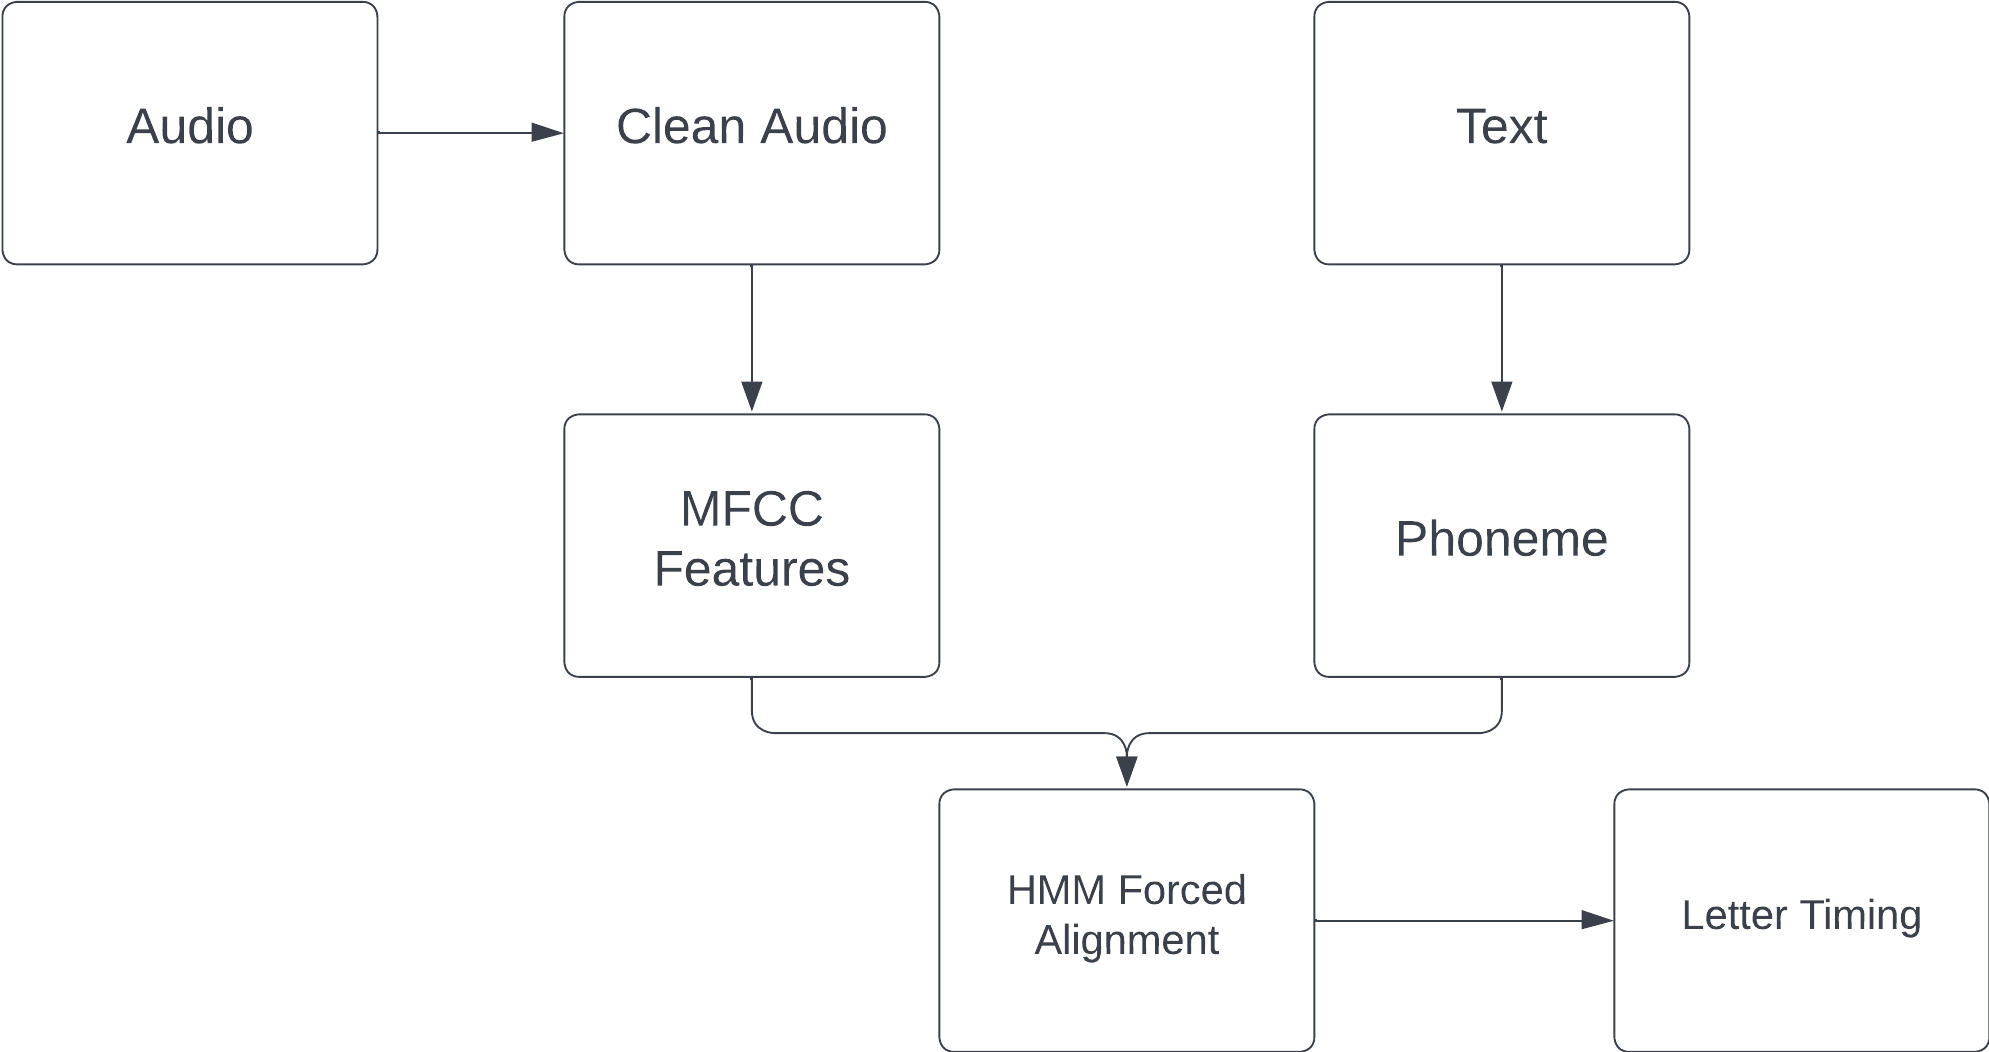 Audio
Clean Audio
Text
MFCC
Features
Phoneme
HMM Forced
Alignment
Letter Timing